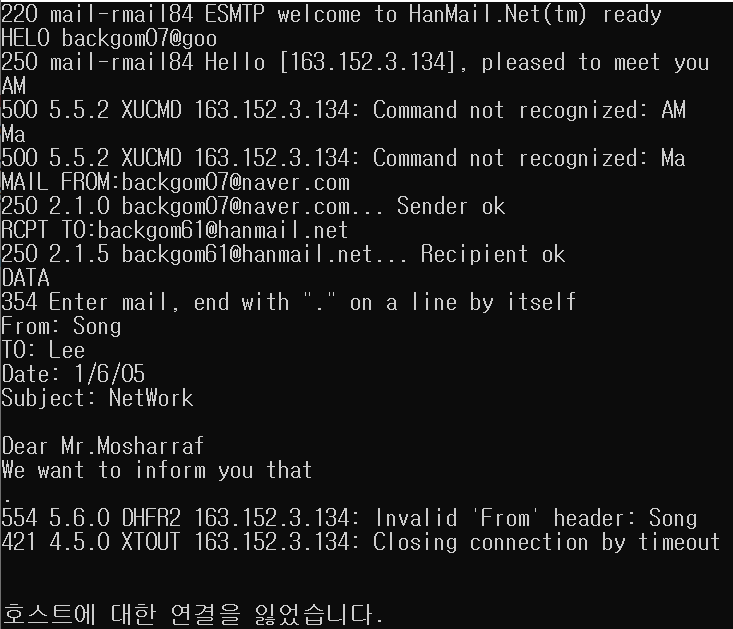 220 mail-rmail84 ESMTP welcome to HanMail.Net(tm) ready
HELO backgom07@goo
250 mail-rmail84 Hello [163.152.3.134], pleased to meet you
AM
500 5.5.2 XUCMD 163.152.3.134: Command not recognized: AM
Ma
500 5.5.2 XUCMD 163.152.3.134: Command not recognized: Ma
MAIL FROM:backgom07@naver.com
250 2.1.0 backgom07@naver.com... Sender ok
RCPT TO:backgom61@hanmail.net
250 2.1.5 backgom61@hanmail.net... Recipient ok
DATA
354 Enter mail, end with "." on a line by itself
From: Song
TO: Lee
Date: 1/6/05
Subject: NetWork

Dear Mr.Mosharraf
We want to inform you that
.
554 5.6.0 DHFR2 163.152.3.134: Invalid 'From' header: Song
421 4.5.0 XTOUT 163.152.3.134: Closing connection by timeout


호스트에 대한 연결을 잃었습니다.